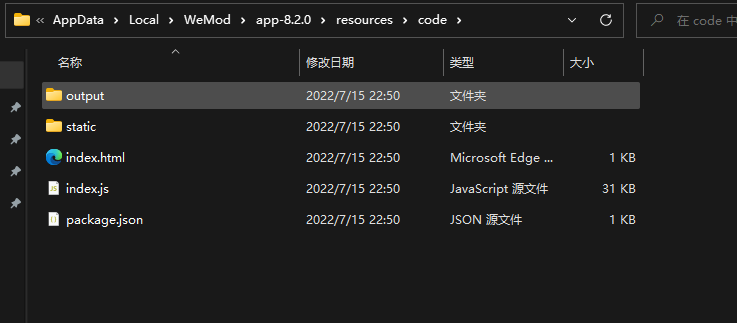 « AppData › Local › WeMod › app-8.2.0 › resources › code ›
在 code 中
名称 修改日期 类型 大小
output 2022/7/15 22:50 文件夹
static 2022/7/15 22:50 文件夹
index.html 2022/7/15 22:50 Microsoft Edge ... 1 KB
index.js 2022/7/15 22:50 JavaScript 源文件 31 KB
package.json 2022/7/15 22:50 JSON 源文件 1 KB